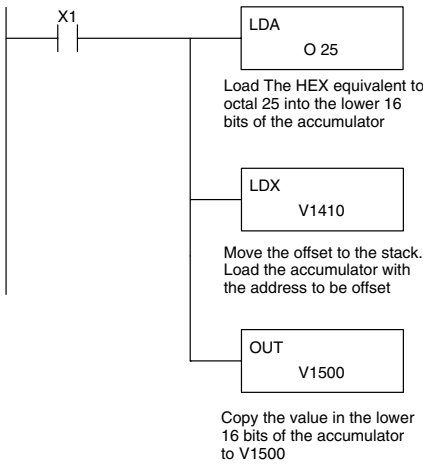 X1
LDA
O 25
Load The HEX equivalent to
octal 25 into the lower 16
bits of the accumulator
LDX
V1410
Move the offset to the stack.
Load the accumulator with
the address to be offset
OUT
V1500
Copy the value in the lower
16 bits of the accumulator
to V1500